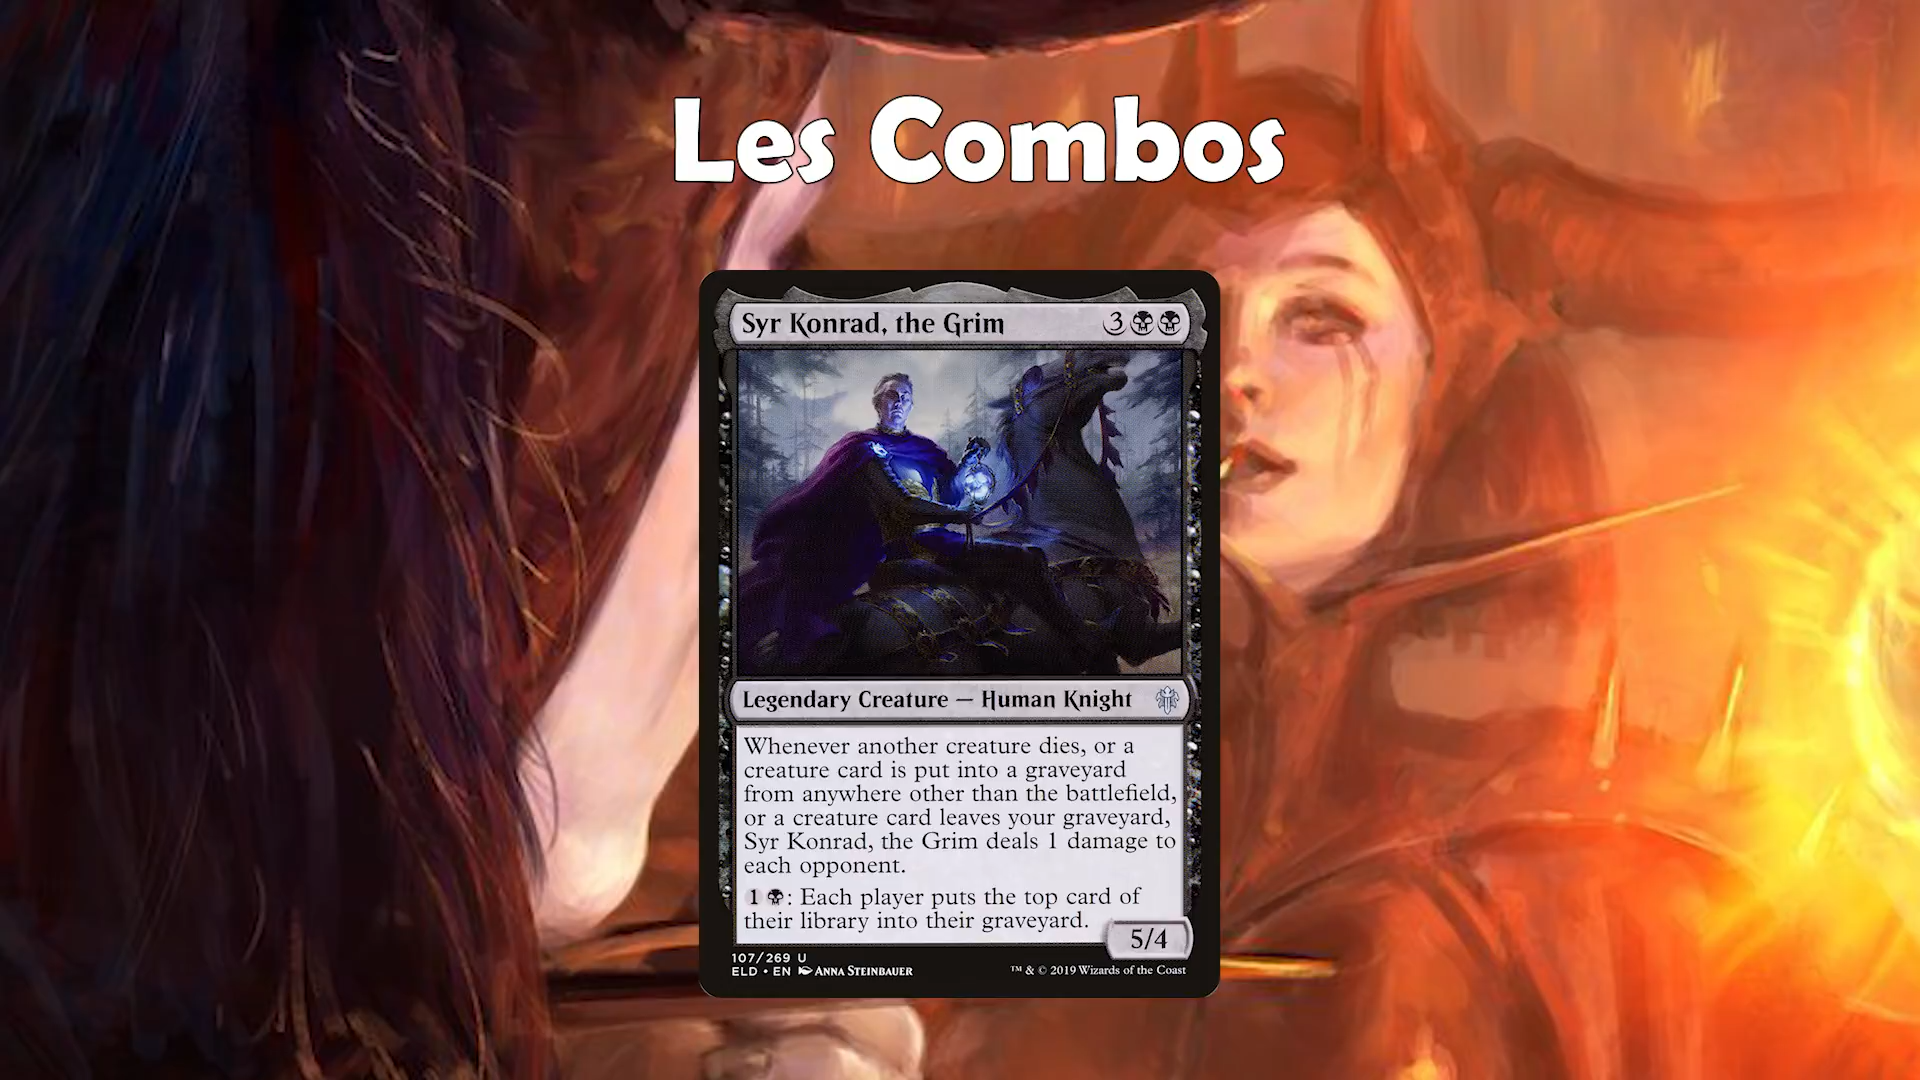 Les Combos
Syr Konrad, the Grim 3
Legendary Creature — Human Knight
Whenever another creature dies, or a
creature card is put into a graveyard
from anywhere other than the battlefield,
or a creature card leaves your graveyard,
Syr Konrad, the Grim deals 1 damage to
each opponent.
1 : Each player puts the top card of
their library into their graveyard.
5/4
107/269 U
ELD • EN Anna Steinbauer
™ & © 2019 Wizards of the Coast